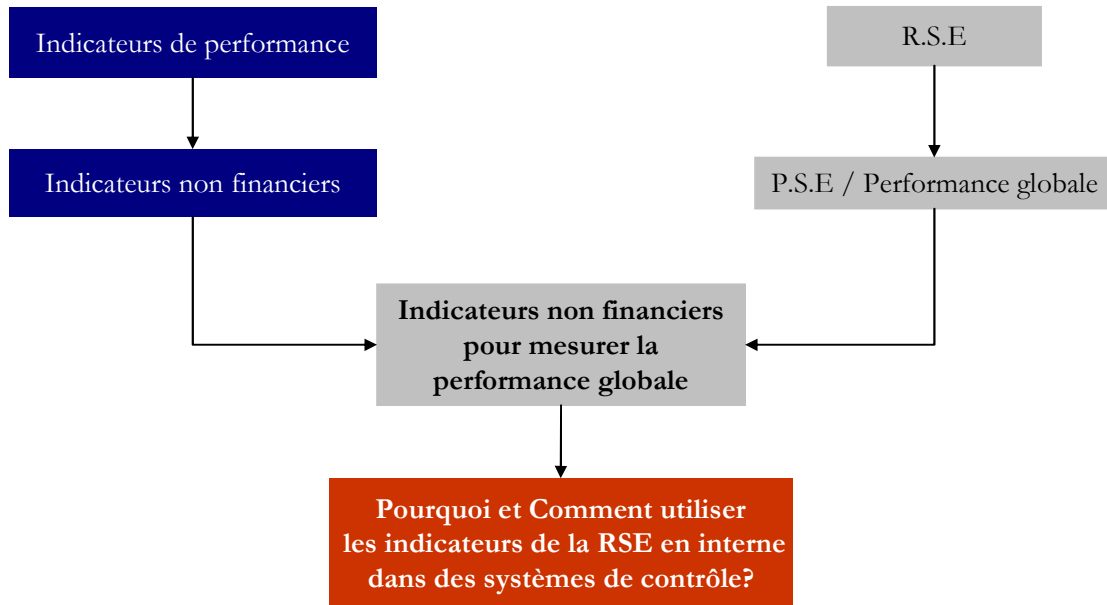 Indicateurs de performance
R.S.E
Indicateurs non financiers
P.S.E / Performance globale
Indicateurs non financiers
pour mesurer la
performance globale
Pourquoi et Comment utiliser
les indicateurs de la RSE en interne
dans des systèmes de contrôle?